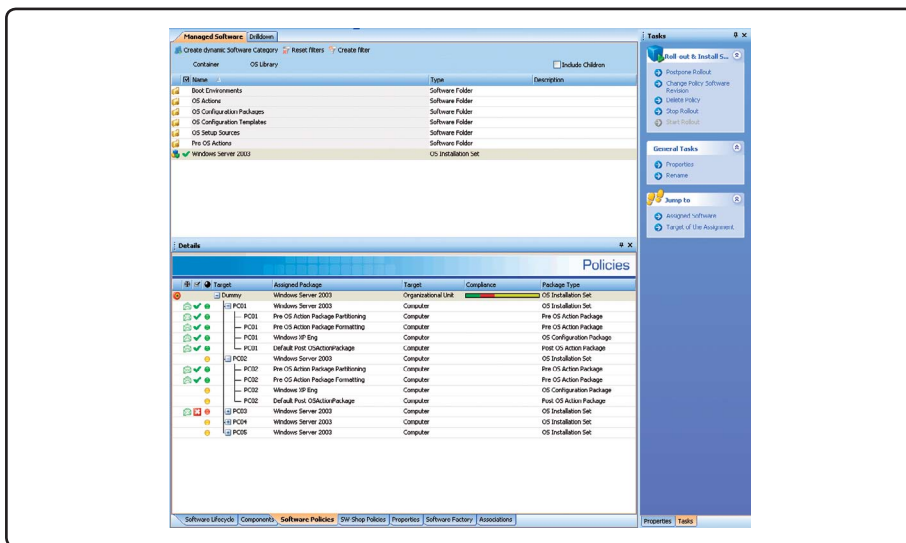 Managed Software Drilldown
Create dynamic Software Category Reset filters Create filter
Container OS Library Include Children
Name Type Description
Boot Environments Software Folder
OS Actions Software Folder
OS Configuration Packages Software Folder
OS Configuration Templates Software Folder
OS Setup Sources Software Folder
Pre OS Actions Software Folder
Windows Server 2003 OS Installation Set
Details
Policies
Target Assigned Package Target Compliance Package Type
Dummy Windows Server 2003 Organizational Unit OS Installation Set
PC01 Windows Server 2003 Computer OS Installation Set
PC01 Pre OS Action Package Partitioning Computer Pre OS Action Package
PC01 Pre OS Action Package Formatting Computer Pre OS Action Package
PC01 Windows XP Eng Computer OS Configuration Package
PC01 Default Post OSActionPackage Computer Post OS Action Package
PC02 Windows Server 2003 Computer OS Installation Set
PC02 Pre OS Action Package Partitioning Computer Pre OS Action Package
PC02 Pre OS Action Package Formatting Computer Pre OS Action Package
PC02 Windows XP Eng Computer OS Configuration Package
PC02 Default Post OSActionPackage Computer Post OS Action Package
PC03 Windows Server 2003 Computer OS Installation Set
PC04 Windows Server 2003 Computer OS Installation Set
PC05 Windows Server 2003 Computer OS Installation Set
Software Lifecycle Components Software Policies SW-Shop Policies Properties Software Factory Associations
Tasks
Roll out & Install S...
Postpone Rollout
Change Policy Software
Revision
Delete Policy
Stop Rollout
Start Rollout
General Tasks
Properties
Rename
Jump to
Assigned Software
Target of the Assignment
Properties Tasks